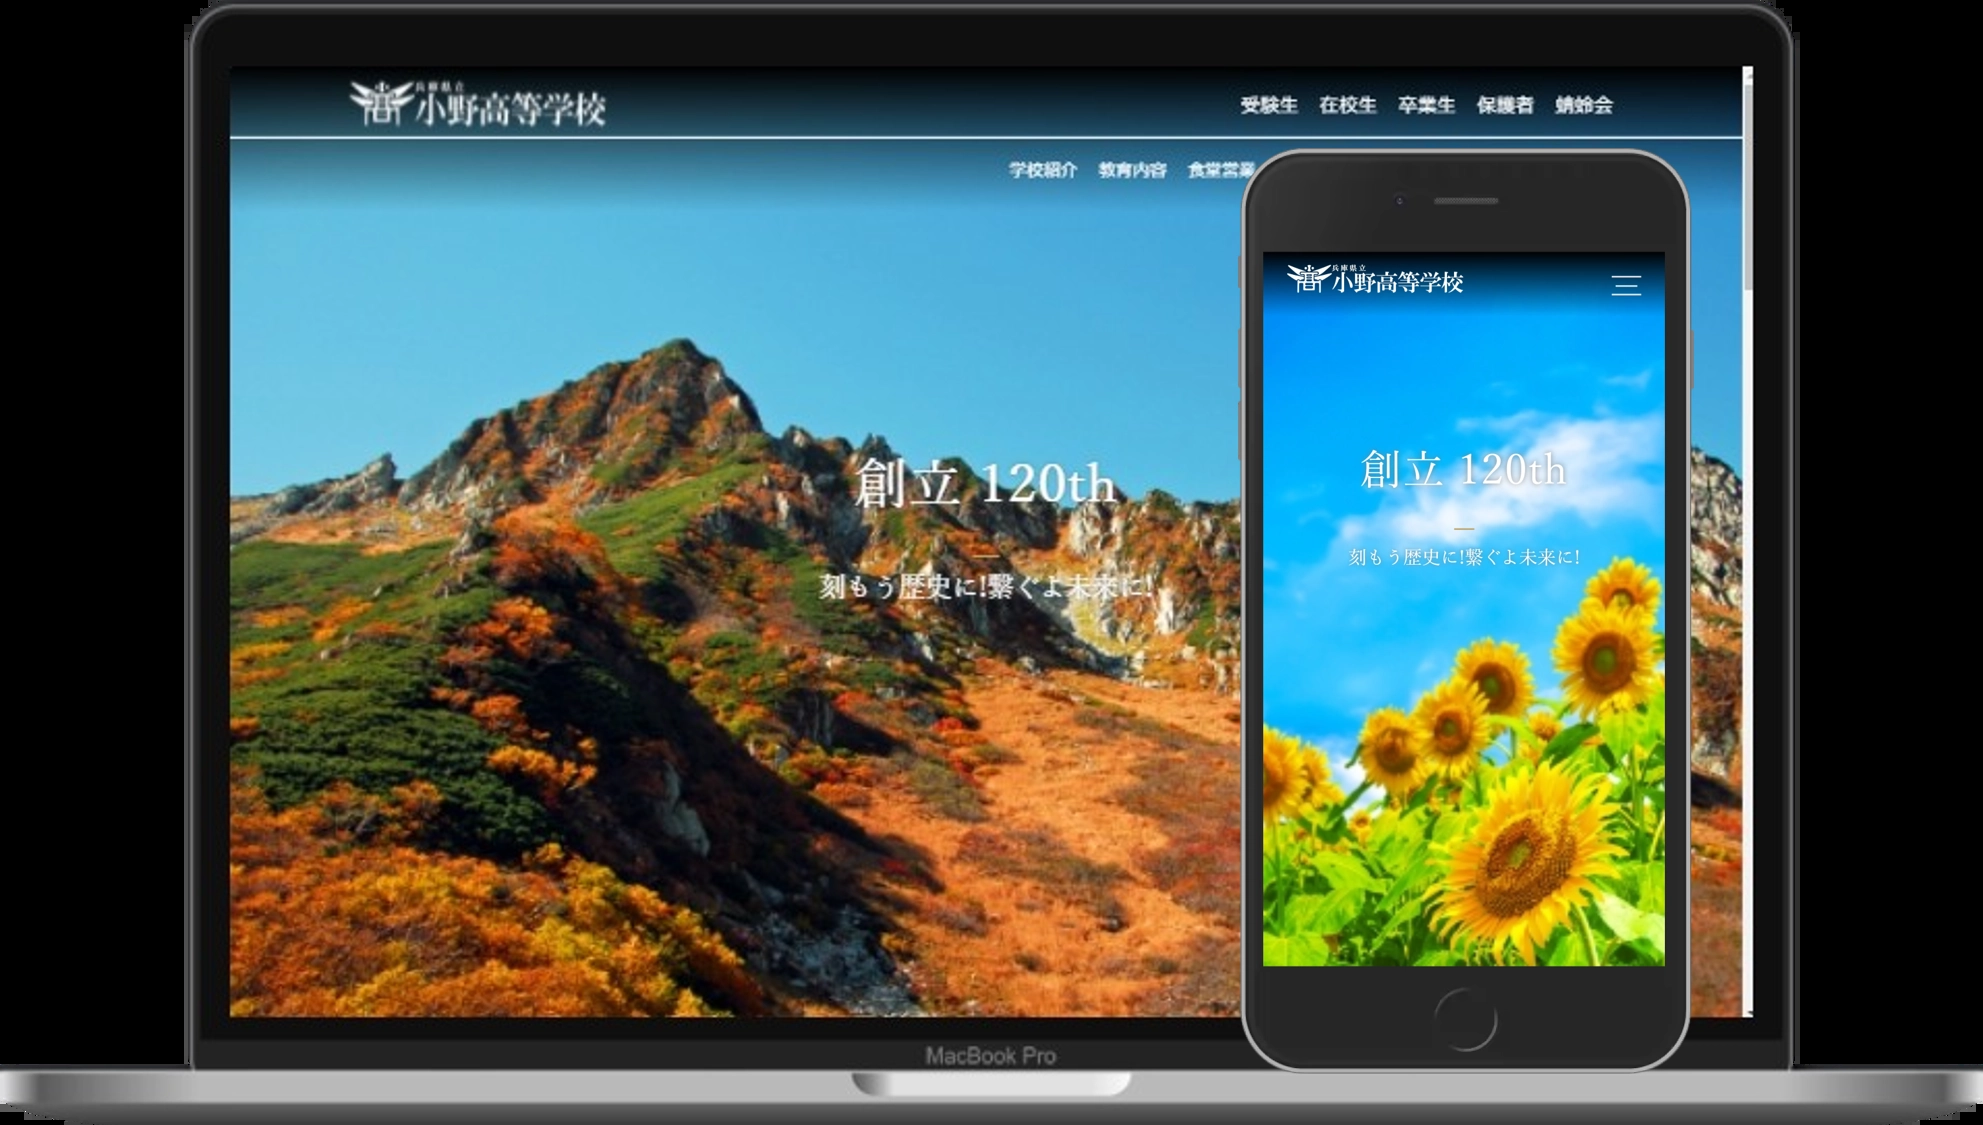 兵庫県立
小野高等学校
受験生 在校生 卒業生 保護者 蜻蛉会
学校紹介 教育内容 食堂営業
創立 120th
刻もう歴史に!繋ぐよ未来に!
MacBook Pro
兵庫県立
小野高等学校
創立 120th
刻もう歴史に!繋ぐよ未来に!